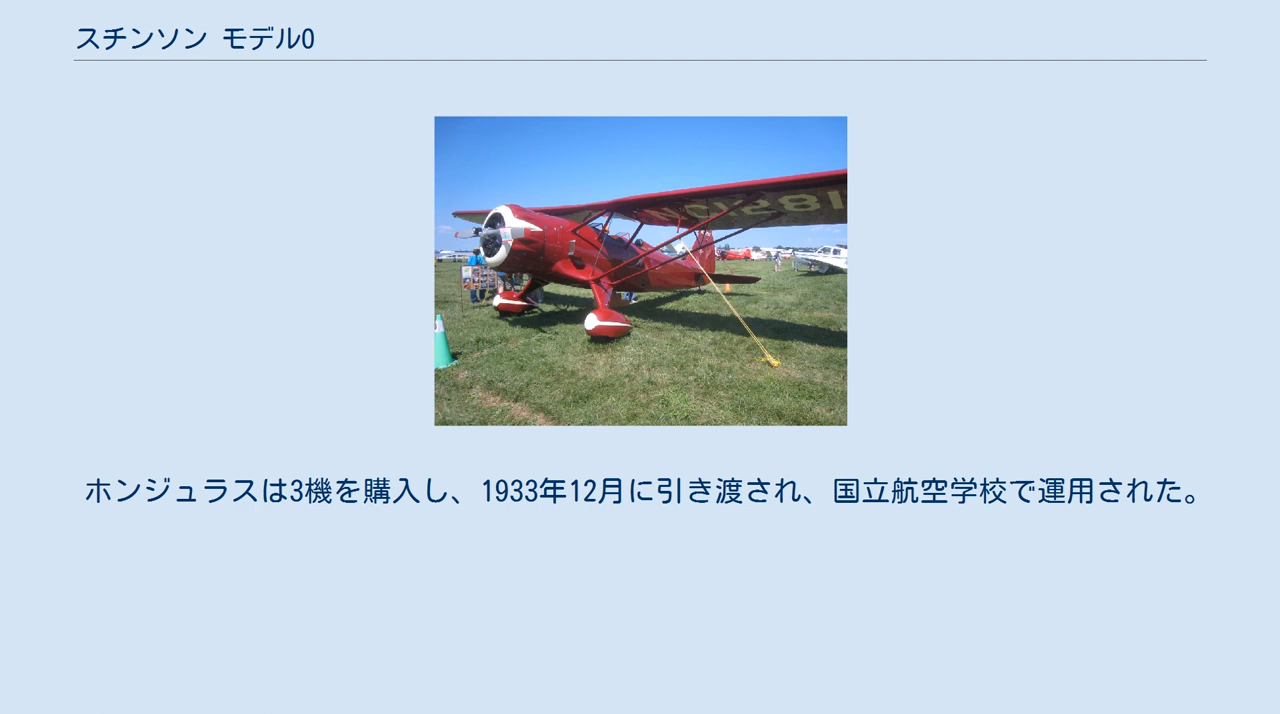 スチンソン モデルO
NC1281
ホンジュラスは3機を購入し、1933年12月に引き渡され、国立航空学校で運用された。